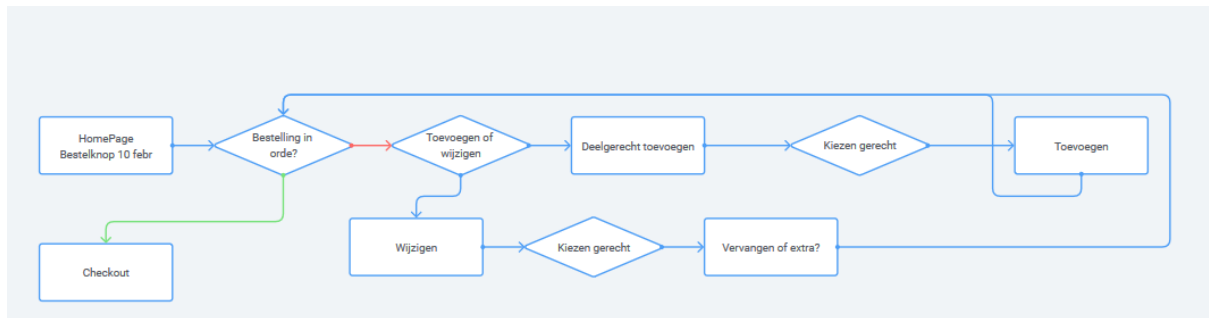 HomePage
Bestelknop 10 febr
Bestelling in
orde?
Toevoegen of
wijzigen
Deelgerecht toevoegen
Kiezen gerecht
Toevoegen
Checkout
Wijzigen
Kiezen gerecht
Vervangen of extra?